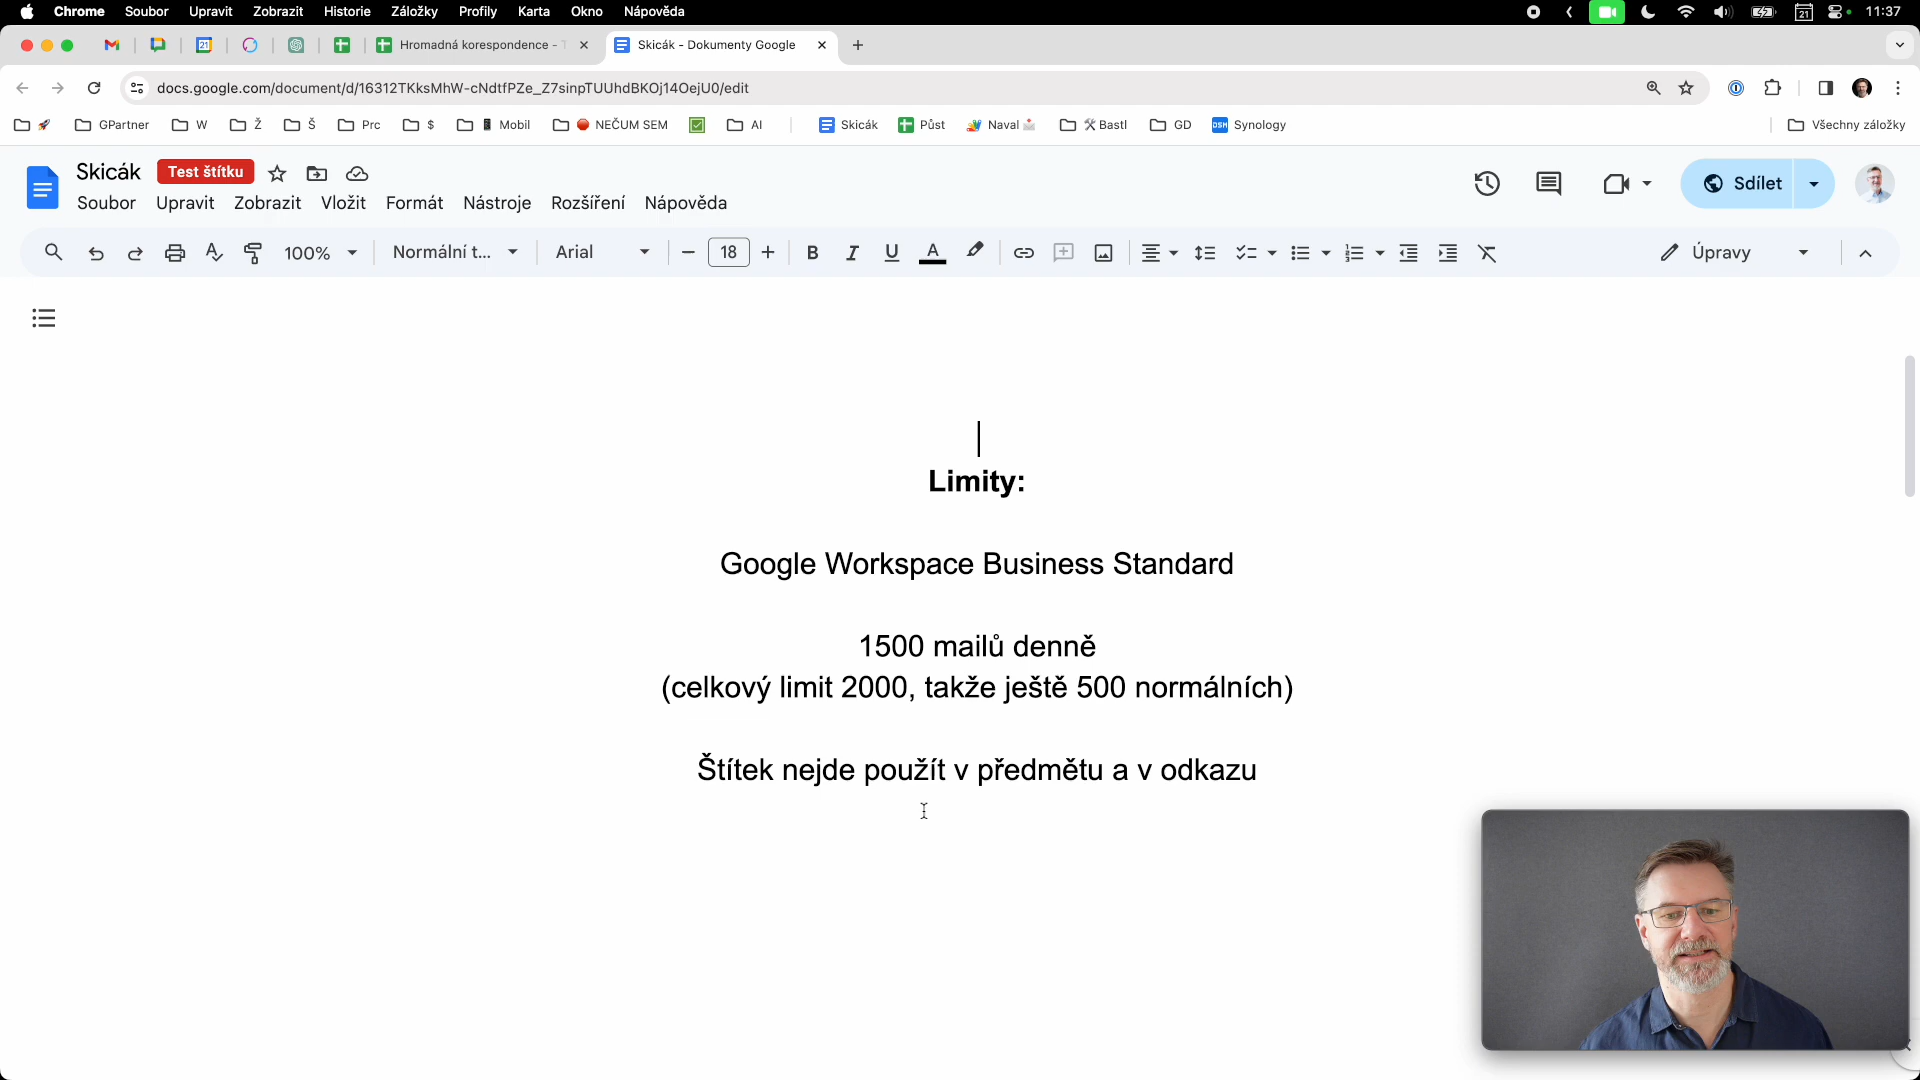 Chrome Soubor Upravit Zobrazit Historie Záložky Profily Karta Okno Nápověda 21 11:37
21 Hromadná korespondence - Skicák - Dokumenty Google
docs.google.com/document/d/16312TKksMhW-cNdtfPZe_Z7sinpTUUhdBKOj14OejU0/edit
GPartner W Ž Š Prc $ Mobil NEČUM SEM AI Skicák Půst Naval Bastl GD DSM Synology Všechny záložky
Skicák Test štítku
Soubor Upravit Zobrazit Vložit Formát Nástroje Rozšíření Nápověda
Sdílet
100% Normální t... Arial 18 B I U A Úpravy
Limity:
Google Workspace Business Standard
1500 mailů denně
(celkový limit 2000, takže ještě 500 normálních)
Štítek nejde použít v předmětu a v odkazu